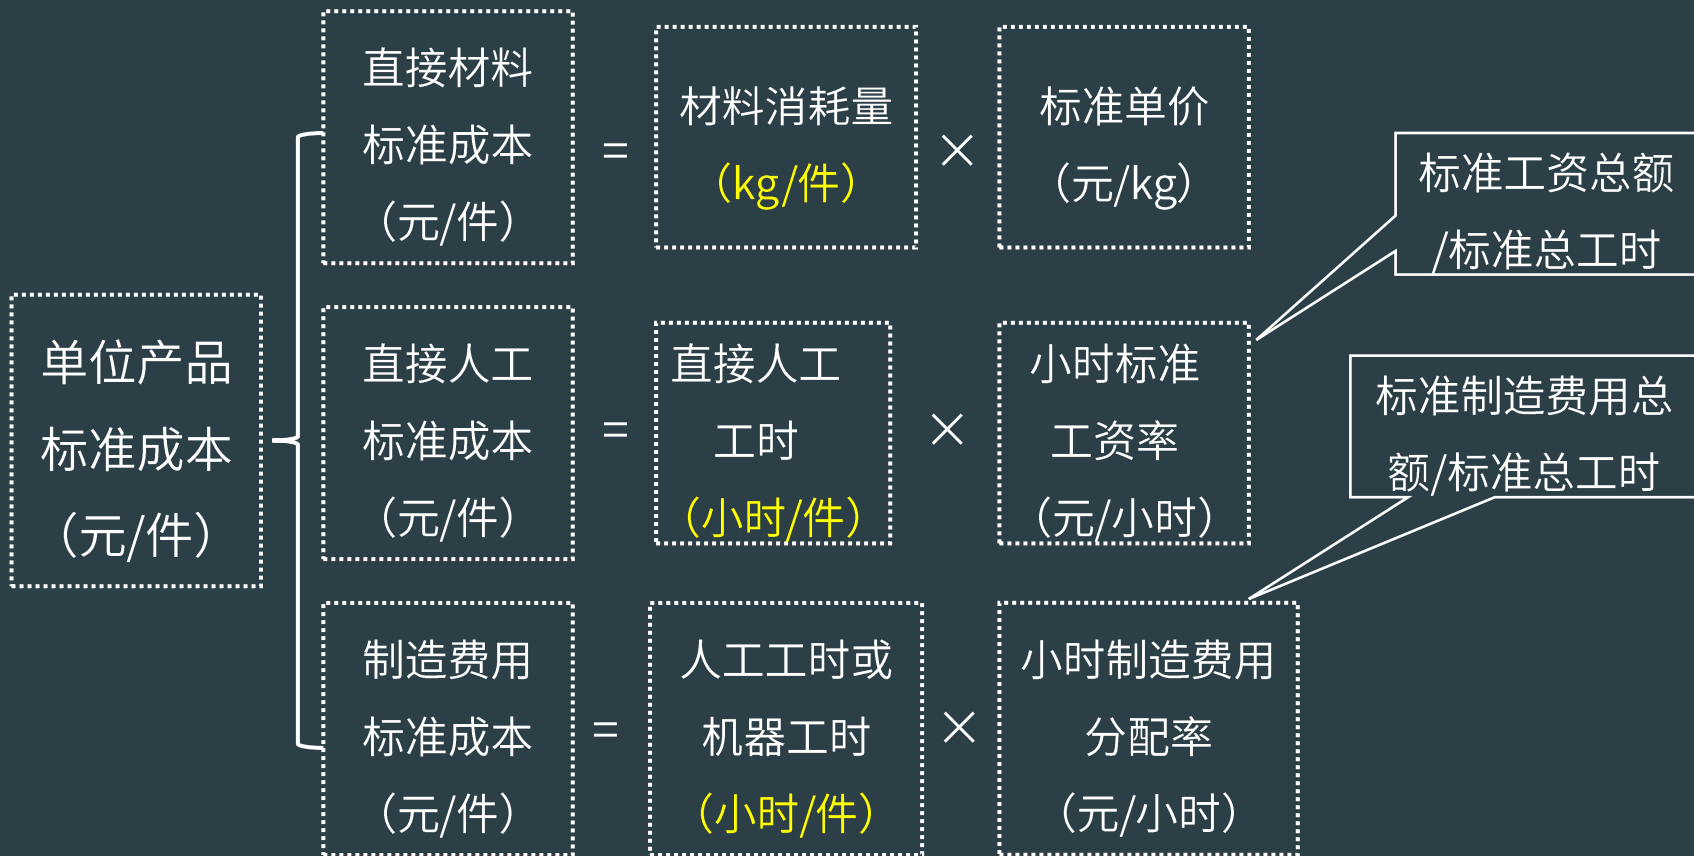 单位产品
标准成本
（元/件）
直接材料
标准成本
（元/件）
=
材料消耗量
（kg/件）
×
标准单价
（元/kg）
直接人工
标准成本
（元/件）
=
直接人工
工时
（小时/件）
×
小时标准
工资率
（元/小时）
标准工资总额
/标准总工时
制造费用
标准成本
（元/件）
=
人工工时或
机器工时
（小时/件）
×
小时制造费用
分配率
（元/小时）
标准制造费用总
额/标准总工时